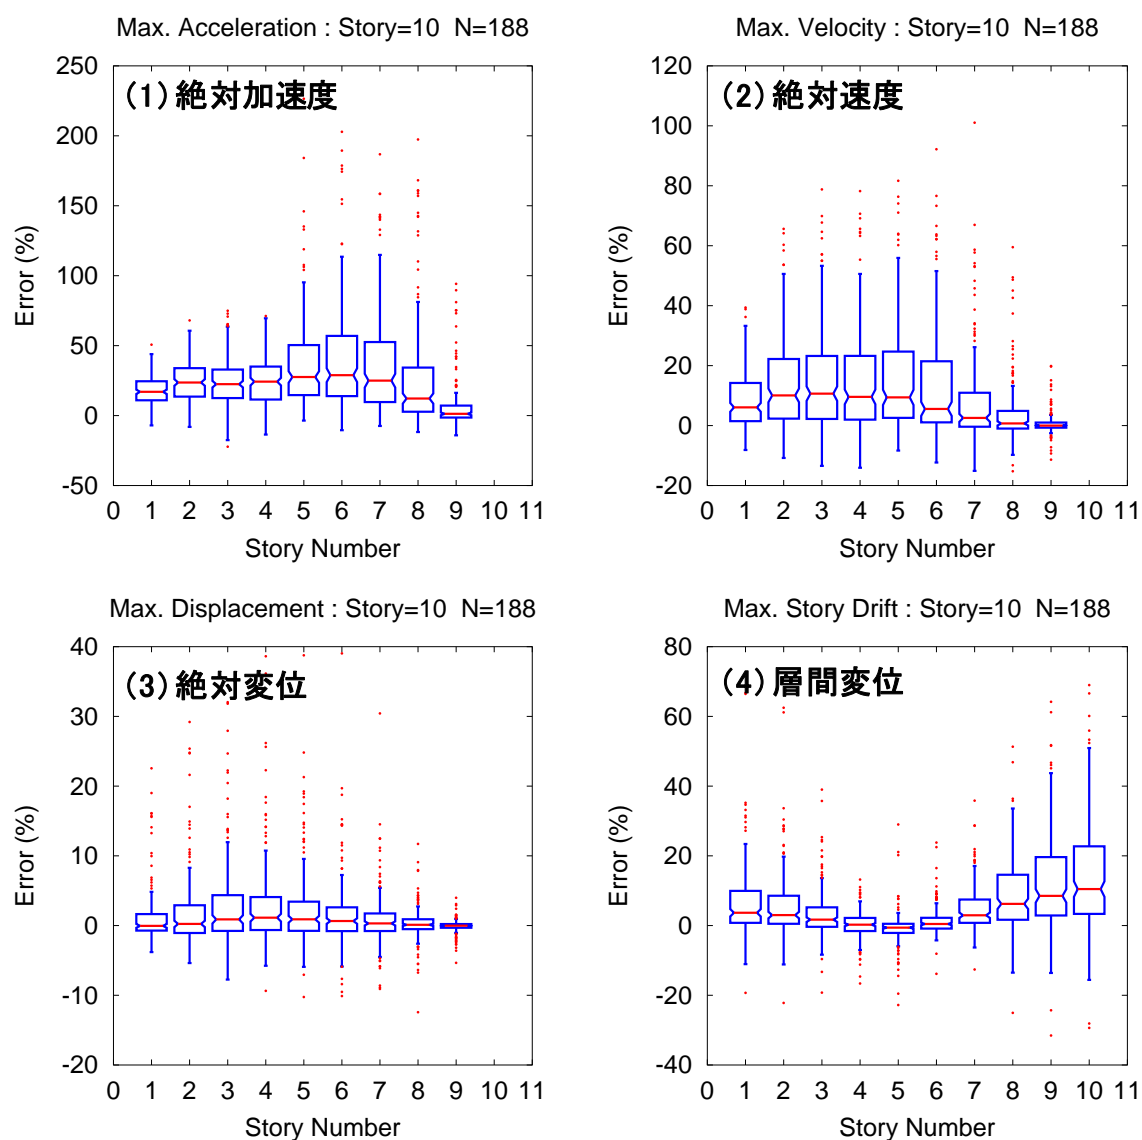 Max. Acceleration : Story=10 N=188
(1)絶対加速度
Error (%)
250
200
150
100
50
0
-50
0 1 2 3 4 5 6 7 8 9 10 11
Story Number
Max. Velocity : Story=10 N=188
(2)絶対速度
Error (%)
120
100
80
60
40
20
0
-20
0 1 2 3 4 5 6 7 8 9 10 11
Story Number
Max. Displacement : Story=10 N=188
(3)絶対変位
Error (%)
40
30
20
10
0
-10
-20
0 1 2 3 4 5 6 7 8 9 10 11
Story Number
Max. Story Drift : Story=10 N=188
(4)層間変位
Error (%)
80
60
40
20
0
-20
-40
0 1 2 3 4 5 6 7 8 9 10 11
Story Number